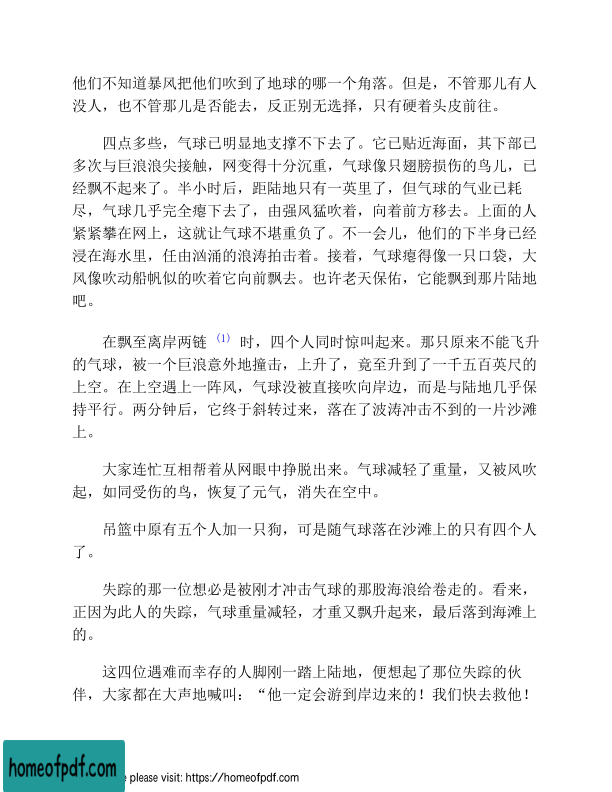 他们不知道暴风把他们吹到了地球的哪一个角落。但是，不管那儿有人
没人，也不管那儿是否能去，反正别无选择，只有硬着头皮前往。
四点多些，气球已明显地支撑不下去了。它已贴近海面，其下部已
多次与巨浪浪尖接触，网变得十分沉重，气球像只翅膀损伤的鸟儿，已
经飘不起来了。半小时后，距陆地只有一英里了，但气球的气业已耗
尽，气球几乎完全瘪下去了，由强风猛吹着，向着前方移去。上面的人
紧紧攀在网上，这就让气球不堪重负了。不一会儿，他们的下半身已经
浸在海水里，任由汹涌的浪涛拍击着。接着，气球瘪得像一只口袋，大
风像吹动船帆似的吹着它向前飘去。也许老天保佑，它能飘到那片陆地
吧。
在飘至离岸两链（1）时，四个人同时惊叫起来。那只原来不能飞升
的气球，被一个巨浪意外地撞击，上升了，竟至升到了一千五百英尺的
上空。在上空遇上一阵风，气球没被直接吹向岸边，而是与陆地几乎保
持平行。两分钟后，它终于斜转过来，落在了波涛冲击不到的一片沙滩
上。
大家连忙互相帮着从网眼中挣脱出来。气球减轻了重量，又被风吹
起，如同受伤的鸟，恢复了元气，消失在空中。
吊篮中原有五个人加一只狗，可是随气球落在沙滩上的只有四个人
了。
失踪的那一位想必是被刚才冲击气球的那股海浪给卷走的。看来，
正因为此人的失踪，气球重量减轻，才重又飘升起来，最后落到海滩上
的。
这四位遇难而幸存的人脚刚一踏上陆地，便想起了那位失踪的伙
伴，大家都在大声地喊叫：“他一定会游到岸边来的！我们快去救他！
homeofpdf.com
e please visit: https://homeofpdf.com